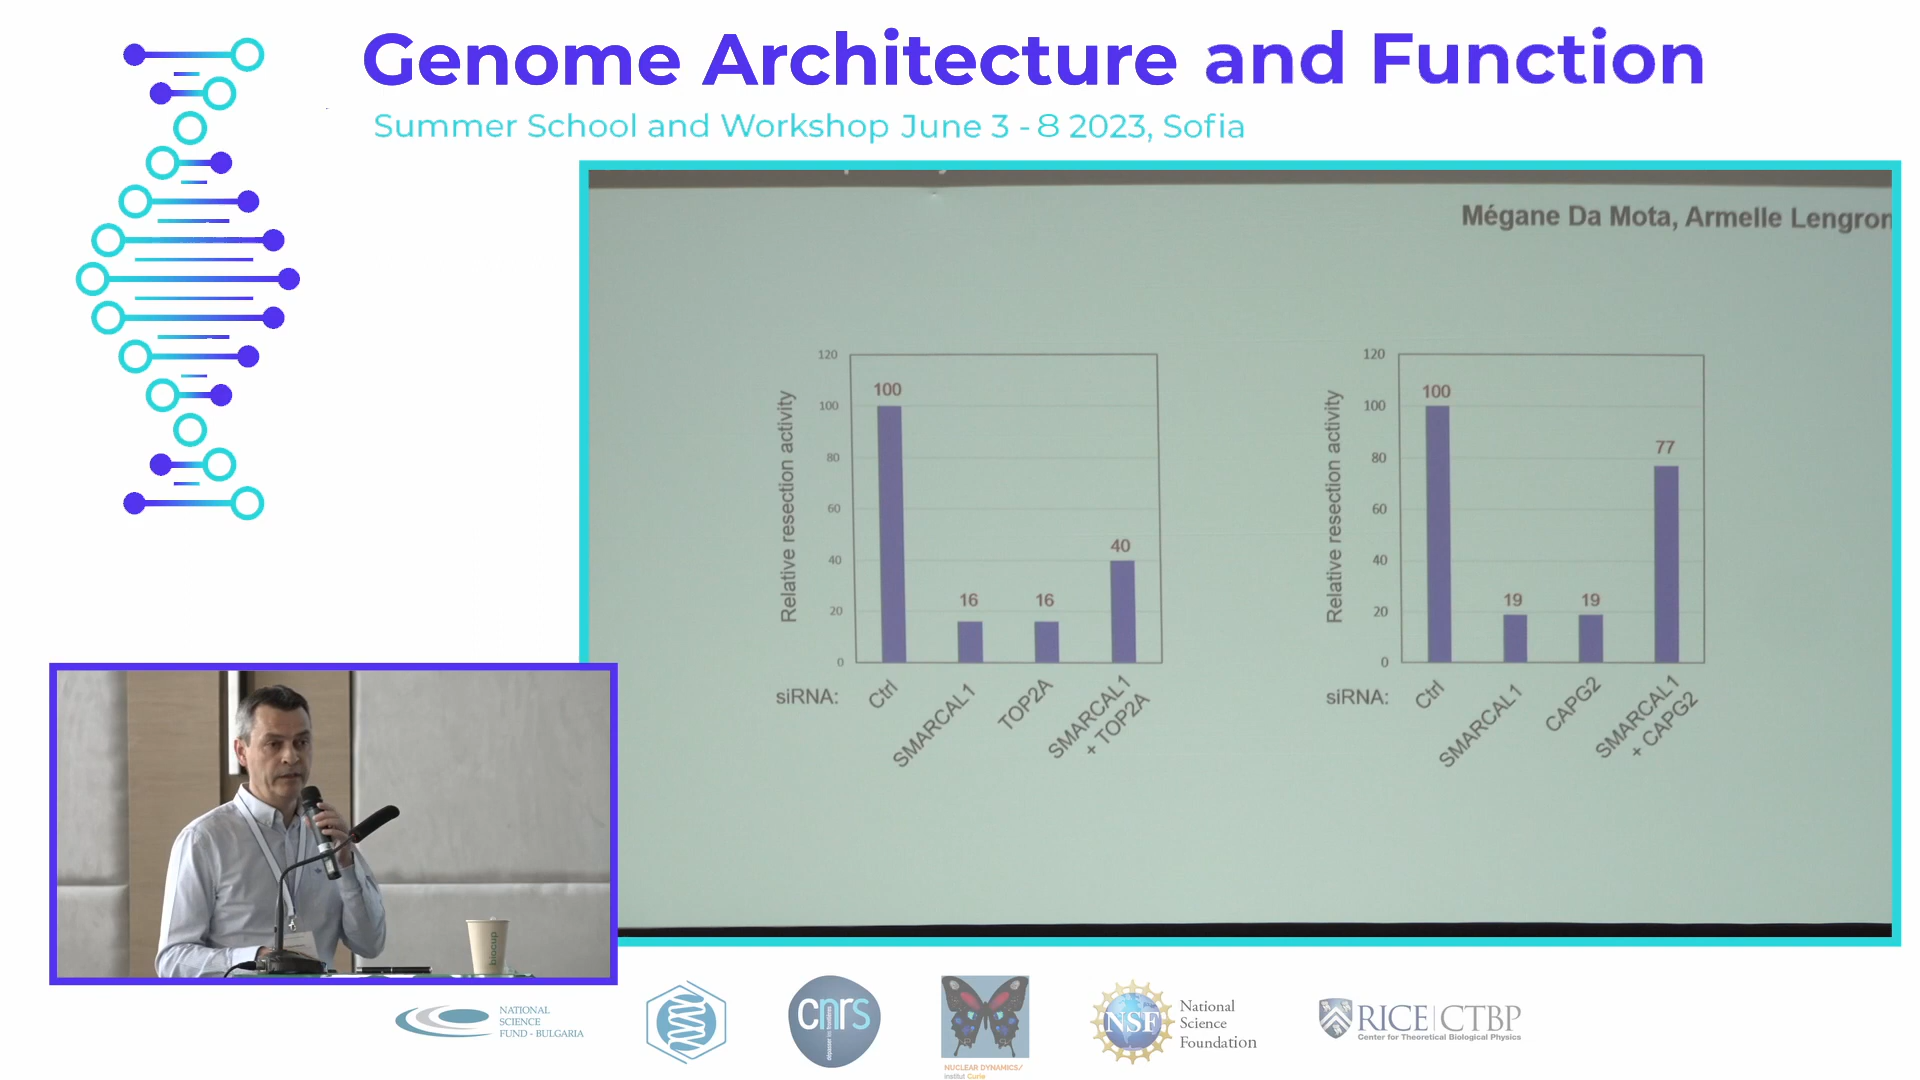 Genome Architecture and Function
Summer School and Workshop June 3 - 8 2023, Sofia
Mégane Da Mota, Armelle Lengron
Relative resection activity
120
100
80
60
40
20
0
100
16
16
40
siRNA:
Ctrl
SMARCAL1
TOP2A
SMARCAL1
+ TOP2A
Relative resection activity
120
100
80
60
40
20
0
100
19
19
77
siRNA:
Ctrl
SMARCAL1
CAPG2
SMARCAL1
+ CAPG2
biocup
NATIONAL
SCIENCE
FUND - BULGARIA
cnrs
NUCLEAR DYNAMICS/
institut Curie
NSF
National
Science
Foundation
RICE | CTBP
Center for Theoretical Biological Physics